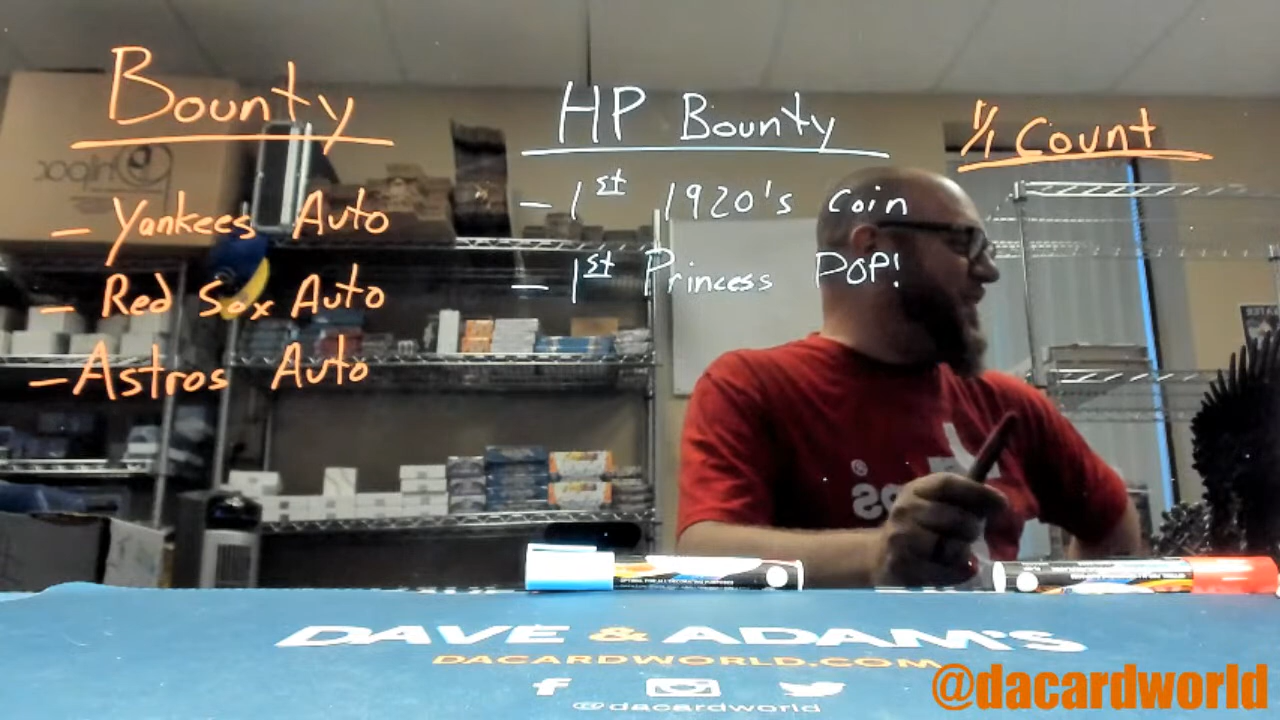 Bounty
- Yankees Auto
- Red Sox Auto
- Astros Auto
HP Bounty
- 1st 1920's coin
- 1st Princess POP!
1/1 Count
DAVE & ADAM'S
DACARDWORLD.COM
@dacardworld
@dacardworld